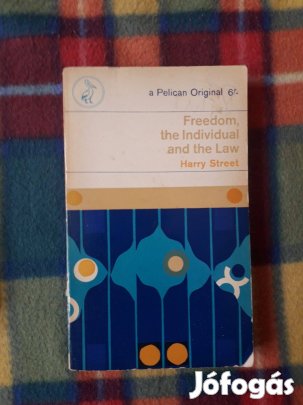 a Pelican Original 6/-
Freedom,
the Individual
and the Law
Harry Street
Jófogás